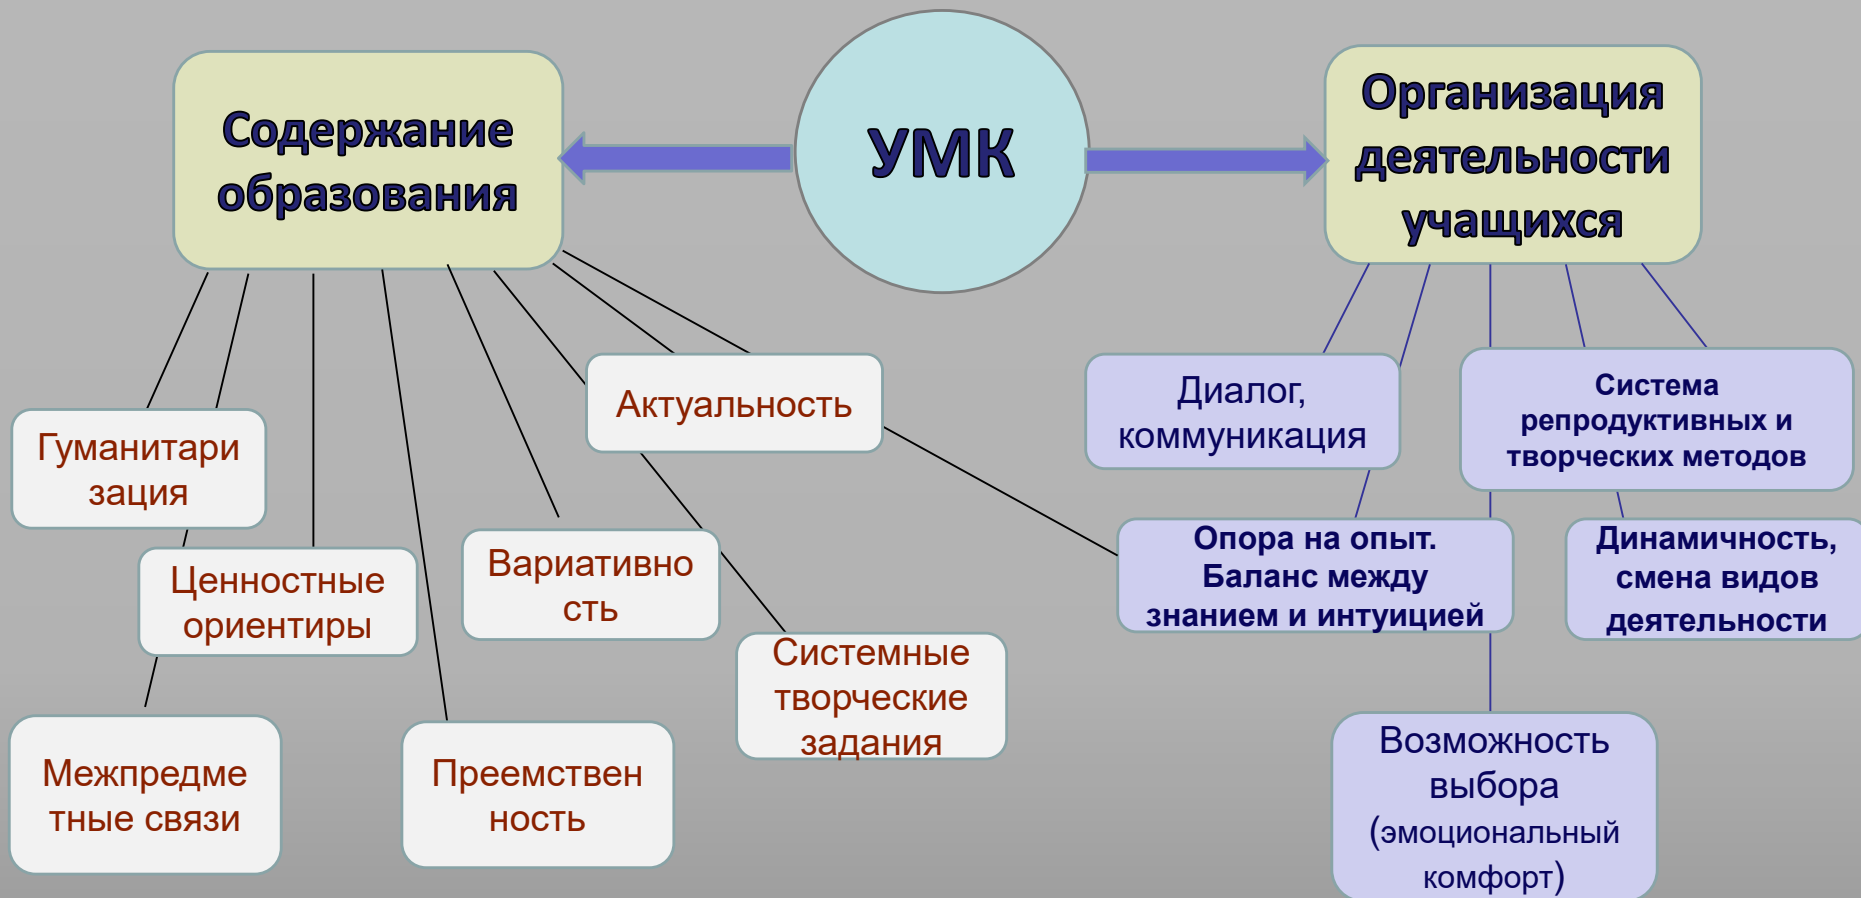 Содержание
образования
УМК
Организация
деятельности
учащихся
Гуманитари
зация
Ценностные
ориентиры
Межпредме
тные связи
Преемствен
ность
Вариативно
сть
Актуальность
Системные
творческие
задания
Диалог,
коммуникация
Система
репродуктивных и
творческих методов
Опора на опыт.
Баланс между
знанием и интуицией
Динамичность,
смена видов
деятельности
Возможность
выбора
(эмоциональный
комфорт)